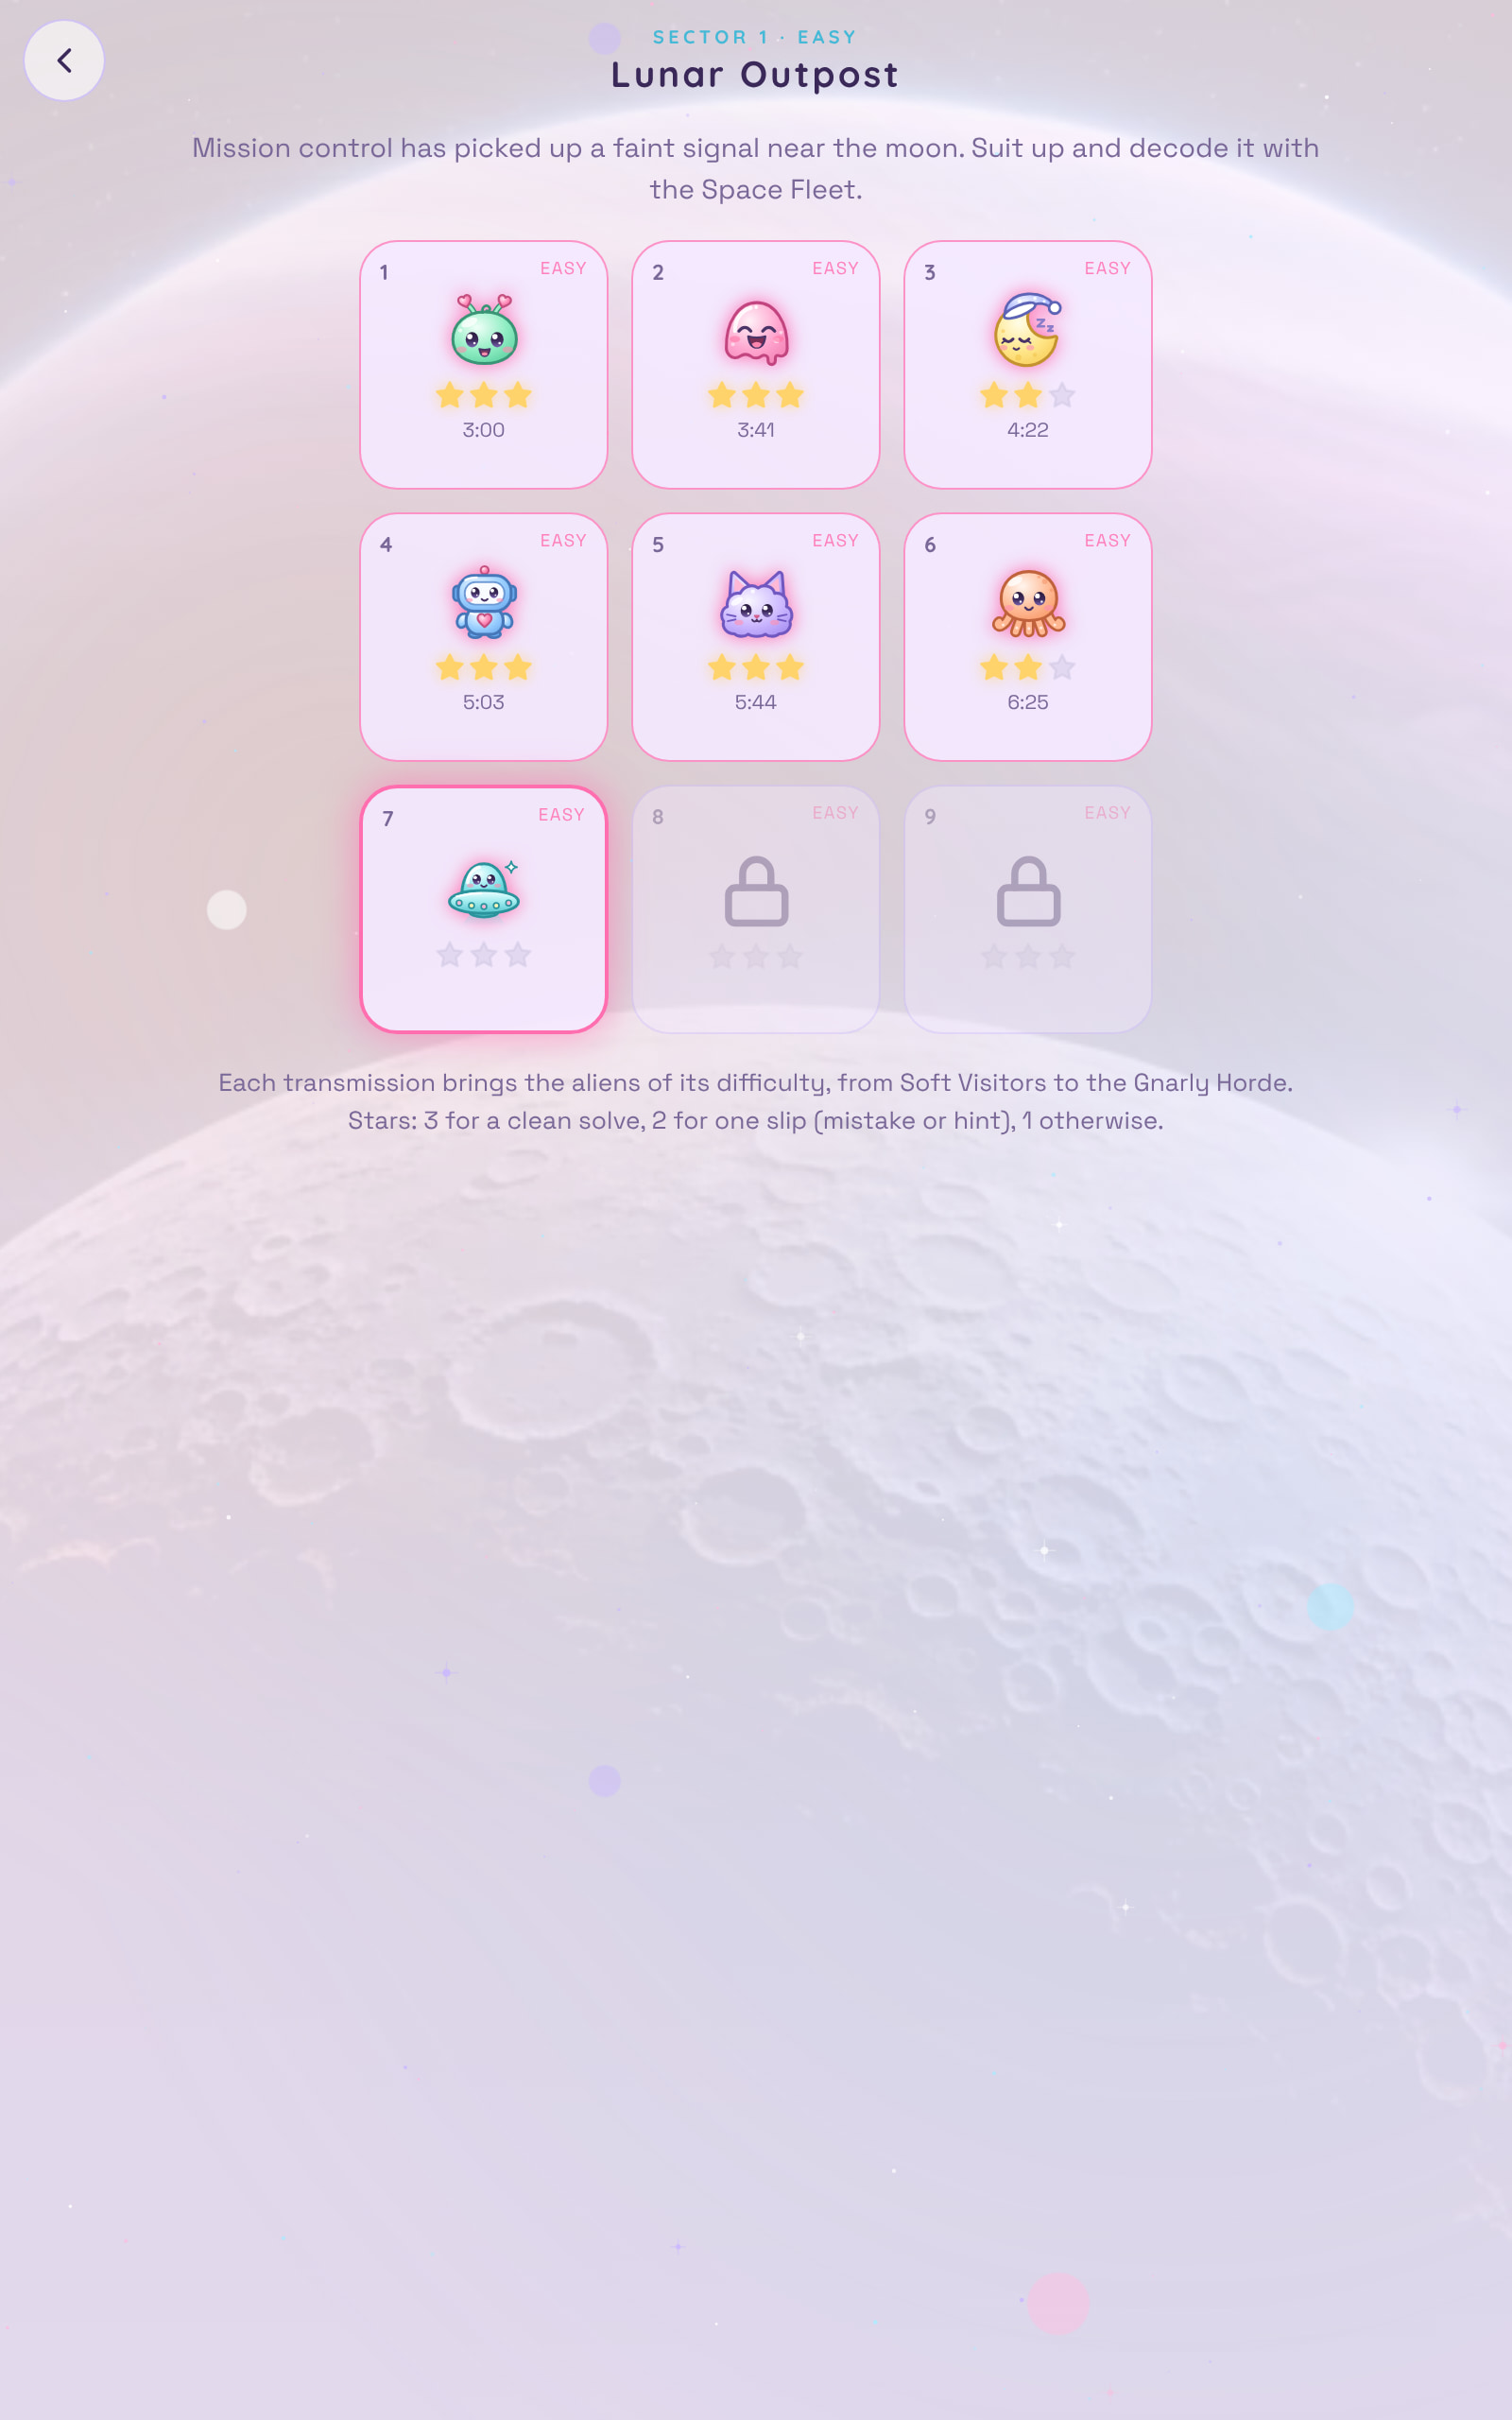 SECTOR 1 · EASY
Lunar Outpost
Mission control has picked up a faint signal near the moon. Suit up and decode it with
the Space Fleet.
1 EASY
2 EASY
3 EASY
zz
3:00
3:41
4:22
4 EASY
5 EASY
6 EASY
5:03
5:44
6:25
7 EASY
8 EASY
9 EASY
Each transmission brings the aliens of its difficulty, from Soft Visitors to the Gnarly Horde.
Stars: 3 for a clean solve, 2 for one slip (mistake or hint), 1 otherwise.